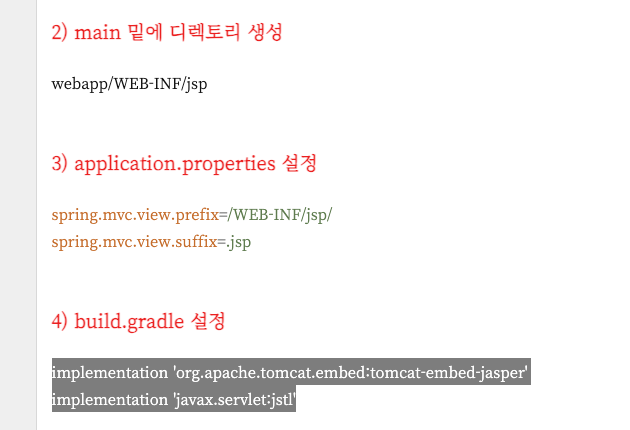 2) main 밑에 디렉토리 생성
webapp/WEB-INF/jsp
3) application.properties 설정
spring.mvc.view.prefix=/WEB-INF/jsp/
spring.mvc.view.suffix=.jsp
4) build.gradle 설정
implementation 'org.apache.tomcat.embed:tomcat-embed-jasper'
implementation 'javax.servlet:jstl'